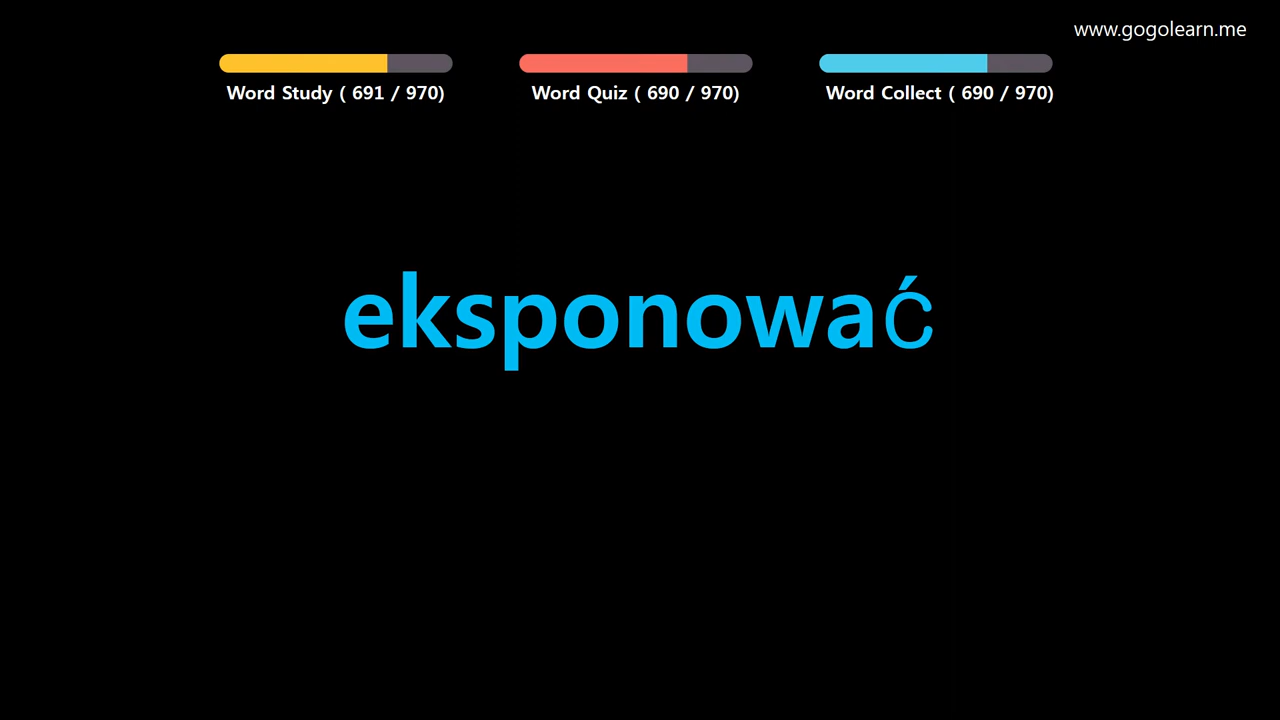 www.gogolearn.me
Word Study ( 691 / 970)
Word Quiz ( 690 / 970)
Word Collect ( 690 / 970)
eksponować